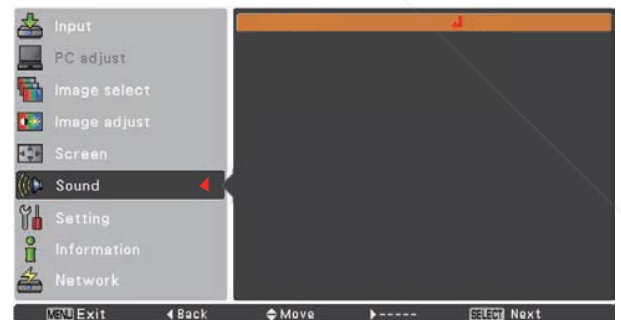 Input
PC adjust
Image select
Image adjust
Screen
Sound
Setting
Information
Network
MENU Exit ◀Back ◆Move ▶----- SELECT Next